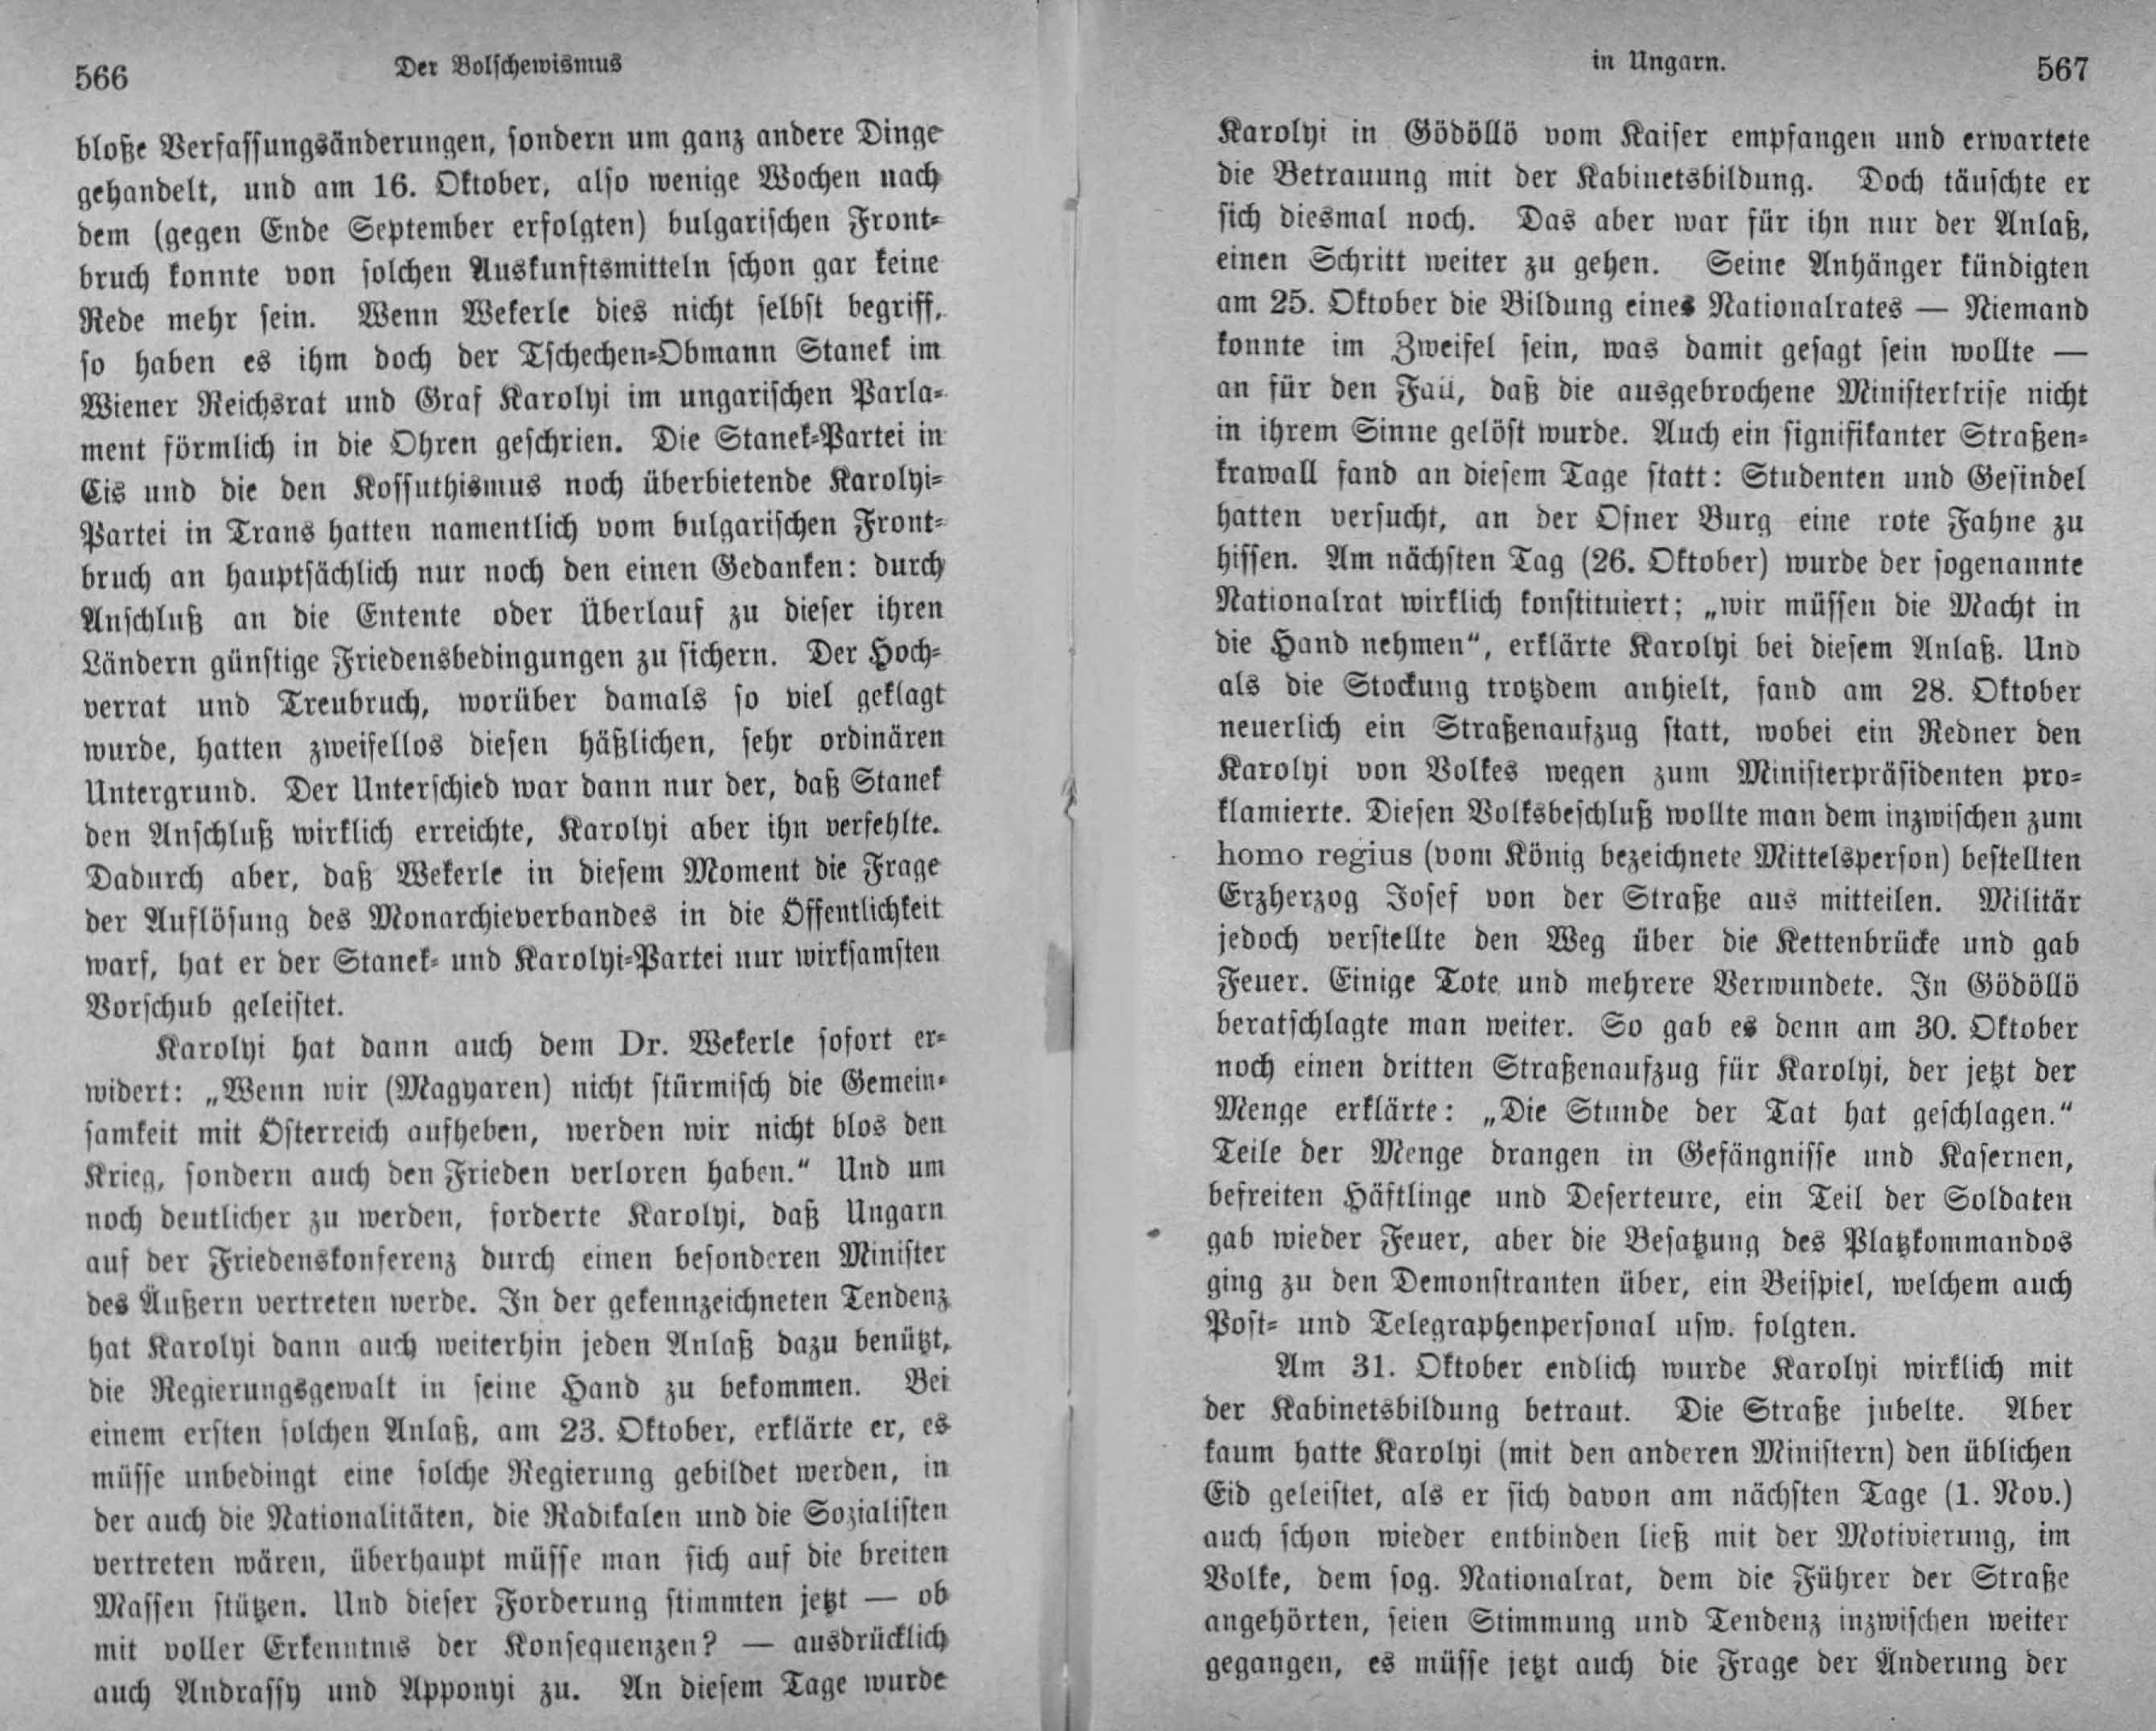 566
Der Bolschewismus
bloße Verfassungsänderungen, sondern um ganz andere Dinge
gehandelt, und am 16. Oktober, also wenige Wochen nach
dem (gegen Ende September erfolgten) bulgarischen Front-
bruch konnte von solchen Auskunftsmitteln schon gar keine
Rede mehr sein. Wenn Wekerle dies nicht selbst begriff,
so haben es ihm doch der Tschechen-Obmann Stanek im
Wiener Reichsrat und Graf Karolyi im ungarischen Parla-
ment förmlich in die Ohren geschrien. Die Stanek-Partei in
Cis und die den Kossuthismus noch überbietende Karolyi-
Partei in Trans hatten namentlich vom bulgarischen Front-
bruch an hauptsächlich nur noch den einen Gedanken: durch
Anschluß an die Entente oder Überlauf zu dieser ihren
Ländern günstige Friedensbedingungen zu sichern. Der Hoch-
verrat und Treubruch, worüber damals so viel geklagt
wurde, hatten zweifellos diesen häßlichen, sehr ordinären
Untergrund. Der Unterschied war dann nur der, daß Stanek
den Anschluß wirklich erreichte, Karolyi aber ihn verfehlte.
Dadurch aber, daß Wekerle in diesem Moment die Frage
der Auflösung des Monarchieverbandes in die Öffentlichkeit
warf, hat er der Stanek- und Karolyi-Partei nur wirksamsten
Vorschub geleistet.
Karolyi hat dann auch dem Dr. Wekerle sofort er-
widert: „Wenn wir (Magyaren) nicht stürmisch die Gemein-
samkeit mit Österreich aufheben, werden wir nicht blos den
Krieg, sondern auch den Frieden verloren haben.“ Und um
noch deutlicher zu werden, forderte Karolyi, daß Ungarn
auf der Friedenskonferenz durch einen besonderen Minister
des Äußern vertreten werde. In der gekennzeichneten Tendenz
hat Karolyi dann auch weiterhin jeden Anlaß dazu benützt,
die Regierungsgewalt in seine Hand zu bekommen. Bei
einem ersten solchen Anlaß, am 23. Oktober, erklärte er, es
müsse unbedingt eine solche Regierung gebildet werden, in
der auch die Nationalitäten, die Radikalen und die Sozialisten
vertreten wären, überhaupt müsse man sich auf die breiten
Massen stützen. Und dieser Forderung stimmten jetzt — ob
mit voller Erkenntnis der Konsequenzen? — ausdrücklich
auch Andrassy und Apponyi zu. An diesem Tage wurde
in Ungarn.
567
Karolyi in Gödöllö vom Kaiser empfangen und erwartete
die Betrauung mit der Kabinetsbildung. Doch täuschte er
sich diesmal noch. Das aber war für ihn nur der Anlaß,
einen Schritt weiter zu gehen. Seine Anhänger kündigten
am 25. Oktober die Bildung eines Nationalrates — Niemand
konnte im Zweifel sein, was damit gesagt sein wollte —
an für den Fall, daß die ausgebrochene Ministerkrise nicht
in ihrem Sinne gelöst wurde. Auch ein signifikanter Straßen-
krawall fand an diesem Tage statt: Studenten und Gesindel
hatten versucht, an der Ofner Burg eine rote Fahne zu
hissen. Am nächsten Tag (26. Oktober) wurde der sogenannte
Nationalrat wirklich konstituiert; „wir müssen die Macht in
die Hand nehmen“, erklärte Karolyi bei diesem Anlaß. Und
als die Stockung trotzdem anhielt, fand am 28. Oktober
neuerlich ein Straßenaufzug statt, wobei ein Redner den
Karolyi von Volkes wegen zum Ministerpräsidenten pro-
klamierte. Diesen Volksbeschluß wollte man dem inzwischen zum
homo regius (vom König bezeichnete Mittelsperson) bestellten
Erzherzog Josef von der Straße aus mitteilen. Militär
jedoch verstellte den Weg über die Kettenbrücke und gab
Feuer. Einige Tote und mehrere Verwundete. In Gödöllö
beratschlagte man weiter. So gab es denn am 30. Oktober
noch einen dritten Straßenaufzug für Karolyi, der jetzt der
Menge erklärte: „Die Stunde der Tat hat geschlagen.“
Teile der Menge drangen in Gefängnisse und Kasernen,
befreiten Häftlinge und Deserteure, ein Teil der Soldaten
gab wieder Feuer, aber die Besatzung des Platzkommandos
ging zu den Demonstranten über, ein Beispiel, welchem auch
Post- und Telegraphenpersonal usw. folgten.
Am 31. Oktober endlich wurde Karolyi wirklich mit
der Kabinetsbildung betraut. Die Straße jubelte. Aber
kaum hatte Karolyi (mit den anderen Ministern) den üblichen
Eid geleistet, als er sich davon am nächsten Tage (1. Nov.)
auch schon wieder entbinden ließ mit der Motivierung, im
Volke, dem sog. Nationalrat, dem die Führer der Straße
angehörten, seien Stimmung und Tendenz inzwischen weiter
gegangen, es müsse jetzt auch die Frage der Änderung der